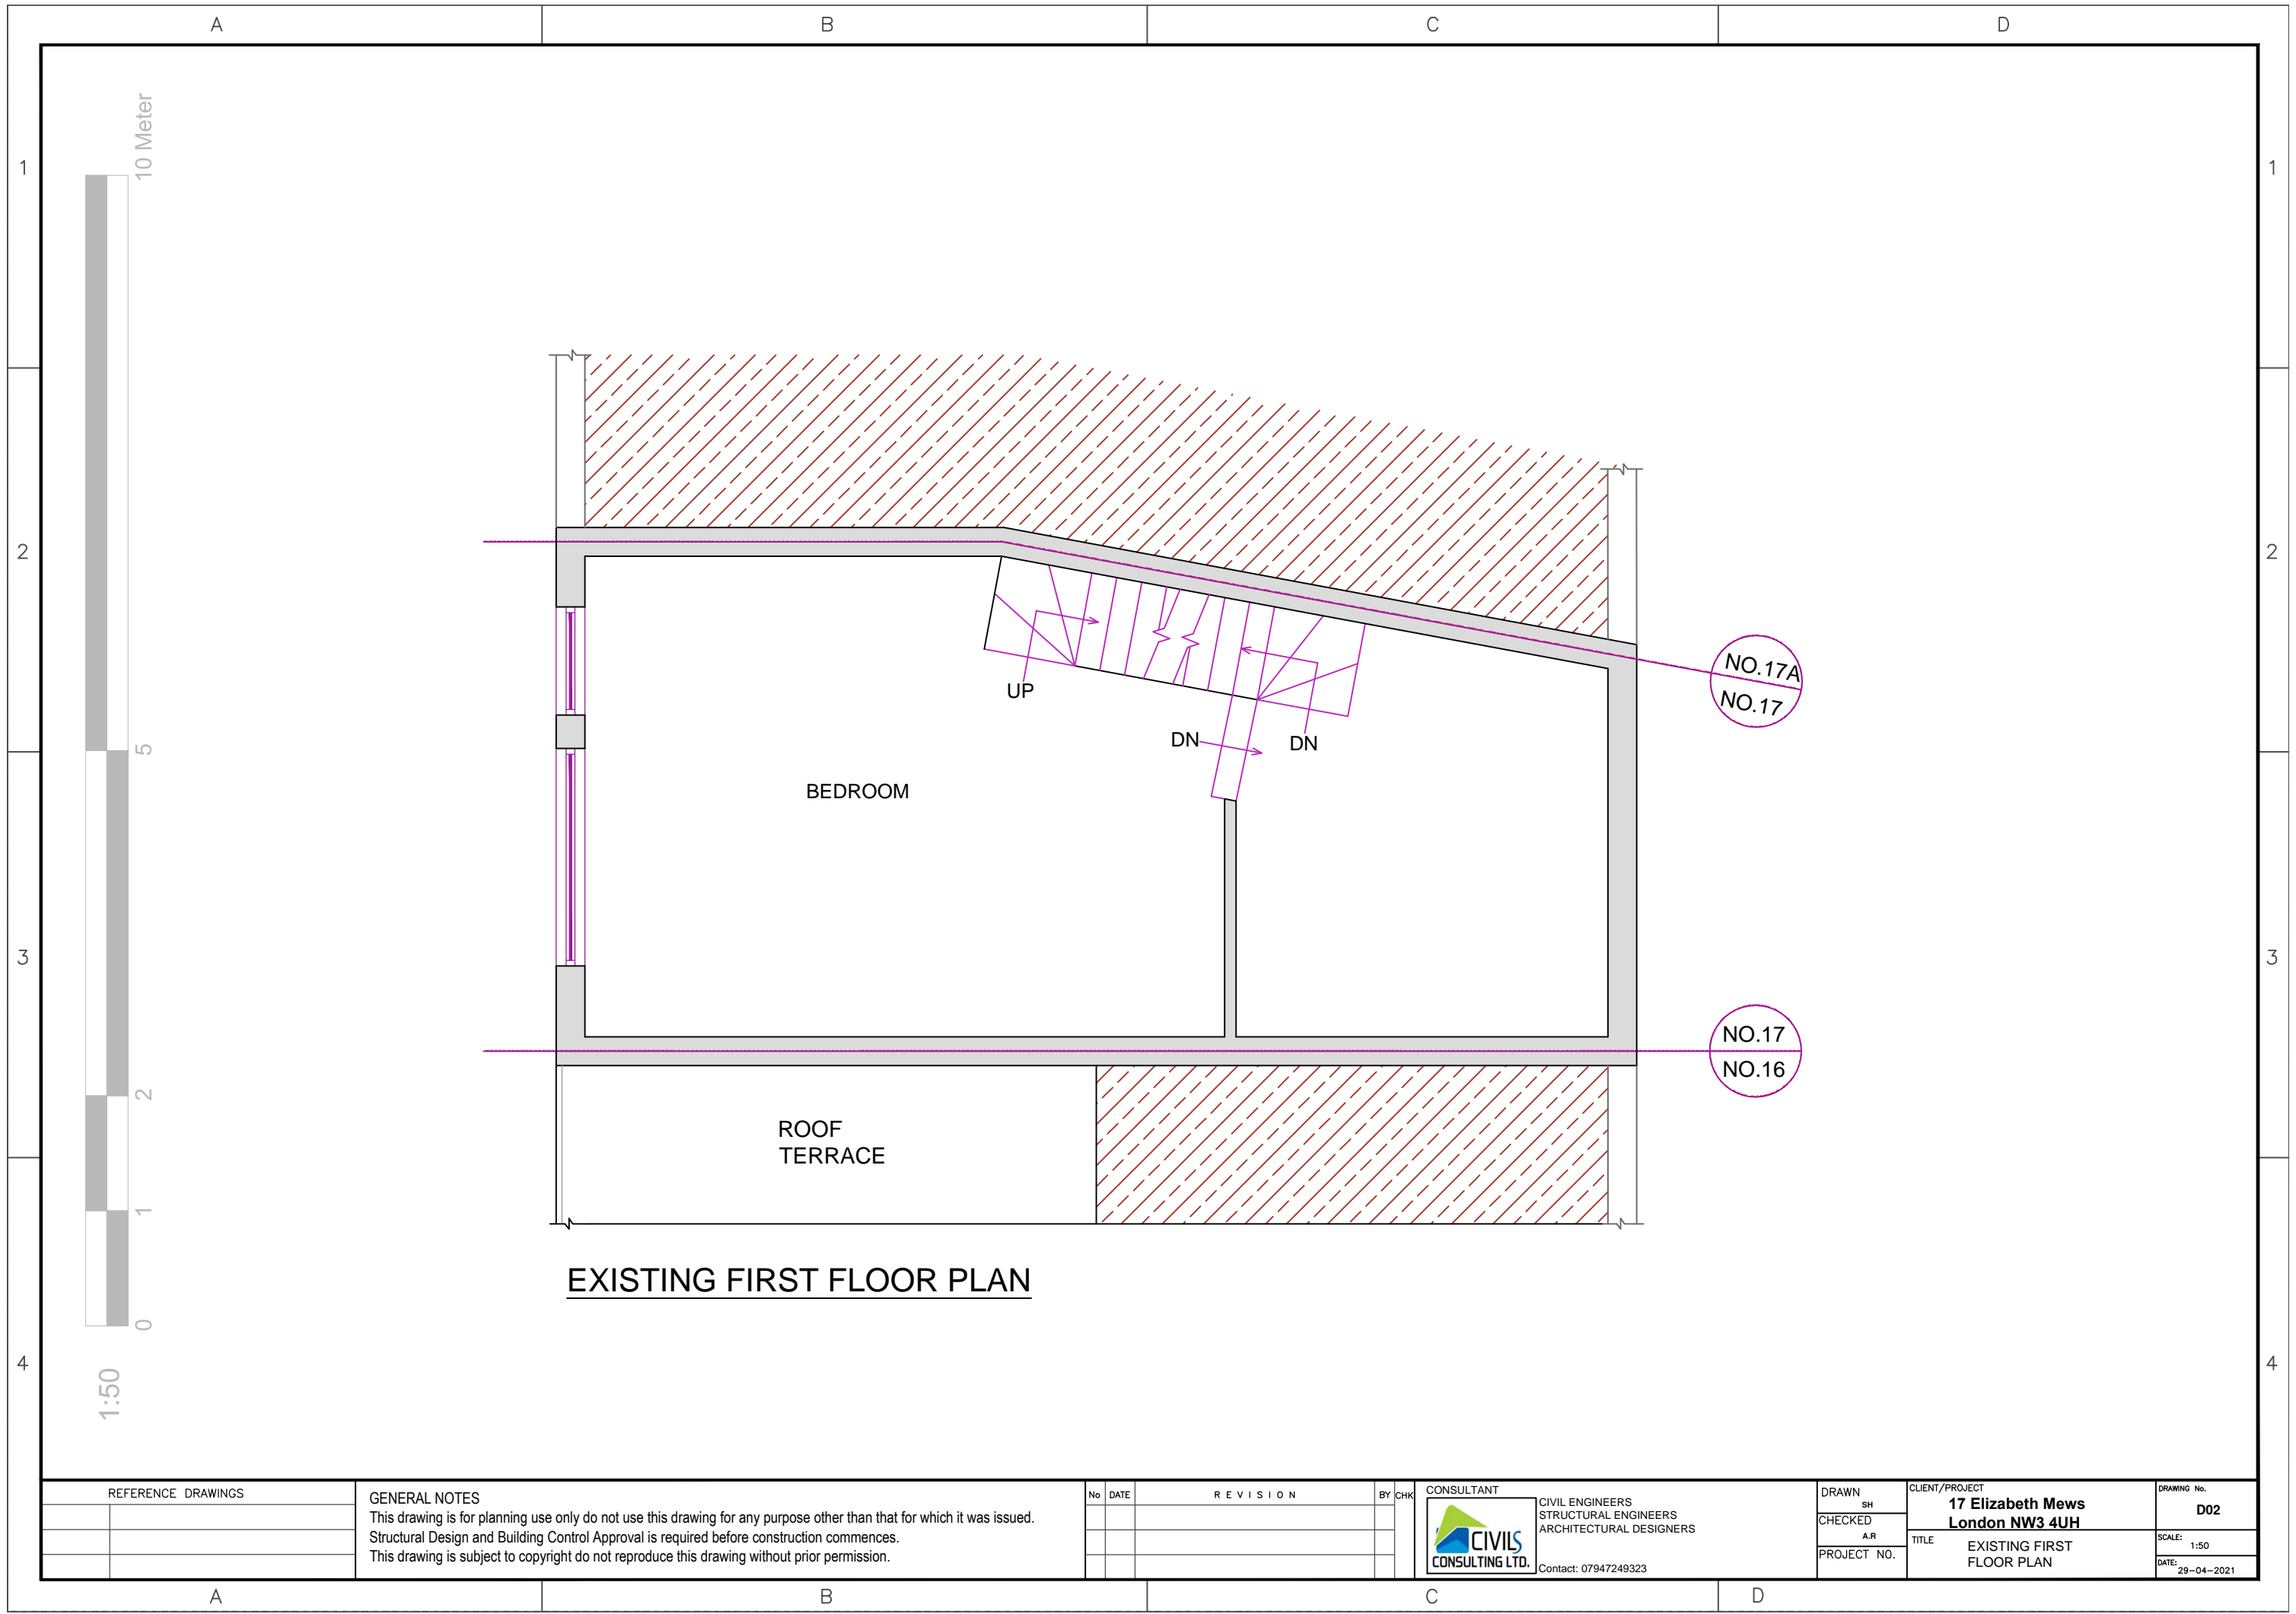 A B C D
10 Meter
1 1
2 2
NO.17A
NO.17
UP
DN DN
5
BEDROOM
3 3
NO.17
NO.16
2
ROOF
TERRACE
1
EXISTING FIRST FLOOR PLAN
0
4 4
1:50
REFERENCE DRAWINGS
GENERAL NOTES
This drawing is for planning use only do not use this drawing for any purpose other than that for which it was issued.
Structural Design and Building Control Approval is required before construction commences.
This drawing is subject to copyright do not reproduce this drawing without prior permission.
No DATE REVISION BY CHK
CONSULTANT
CIVILS
CONSULTING LTD.
CIVIL ENGINEERS
STRUCTURAL ENGINEERS
ARCHITECTURAL DESIGNERS
Contact: 07947249323
DRAWN
SH
CHECKED
A.R
PROJECT NO.
CLIENT/PROJECT
17 Elizabeth Mews
London NW3 4UH
TITLE
EXISTING FIRST
FLOOR PLAN
DRAWING No.
D02
SCALE:
1:50
DATE:
29-04-2021
A B C D